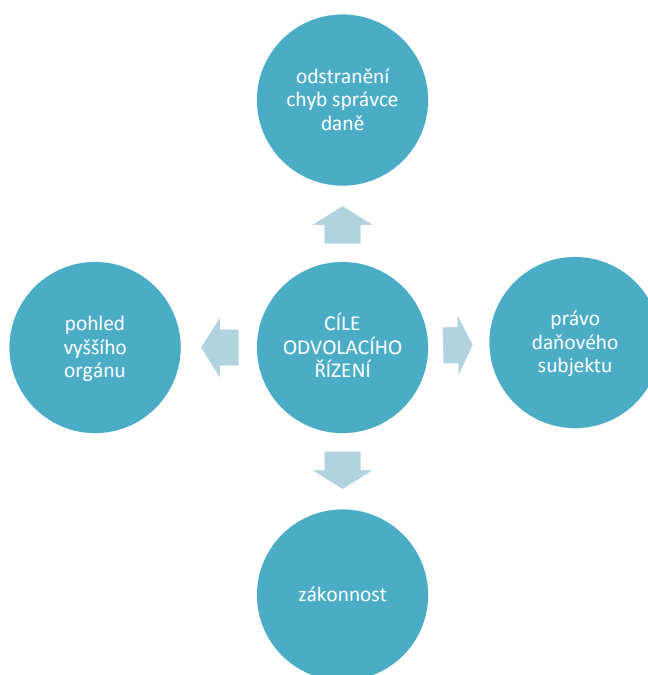 odstranění
chyb správce
daně
pohled
vyššího
orgánu
CÍLE
ODVOLACÍHO
ŘÍZENÍ
právo
daňového
subjektu
zákonnost